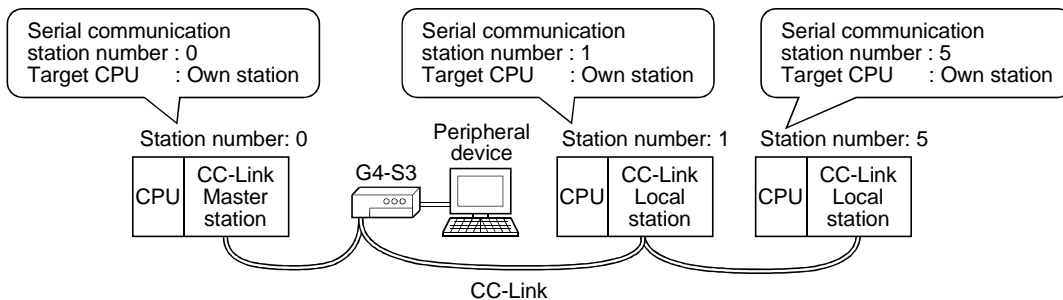 Serial communication
station number : 0
Target CPU : Own station
Serial communication
station number : 1
Target CPU : Own station
Serial communication
station number : 5
Target CPU : Own station
Station number: 0
CPU
CC-Link
Master
station
G4-S3
Peripheral
device
Station number: 1
CPU
CC-Link
Local
station
Station number: 5
CPU
CC-Link
Local
station
CC-Link